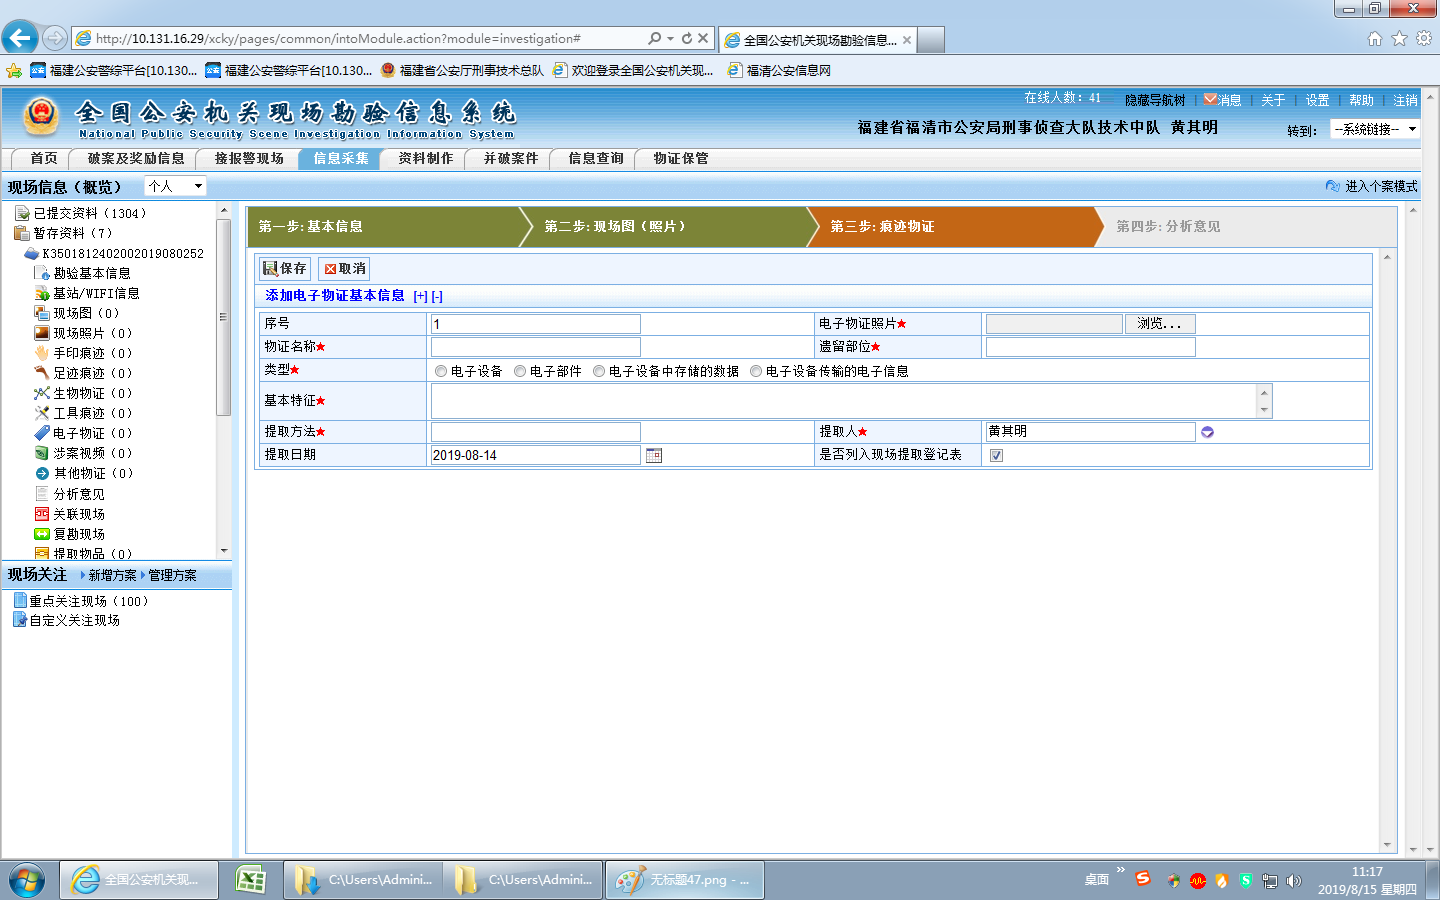 http://10.131.16.29/xcky/pages/common/intoModule.action?module=investigation#
全国公安机关现场勘验信息...
福建公安警综平台[10.130...
福建公安警综平台[10.130...
福建省公安厅刑事技术总队
欢迎登录全国公安机关现...
福清公安信息网
全国公安机关现场勘验信息系统
National Public Security Scene Investigation Information System
在线人数: 41
隐藏导航树
消息
关于
设置
帮助
注销
福建省福清市公安局刑事侦查大队技术中队 黄其明
转到:
--系统链接--
首页
破案及奖励信息
接报警现场
信息采集
资料制作
并破案件
信息查询
物证保管
现场信息（概览）
个人
进入个案模式
已提交资料（1304）
暂存资料（7）
K3501812402002019080252
勘验基本信息
基站/WIFI信息
现场图（0）
现场照片（0）
手印痕迹（0）
足迹痕迹（0）
生物物证（0）
工具痕迹（0）
电子物证（0）
涉案视频（0）
其他物证（0）
分析意见
关联现场
复勘现场
提取物品（0）
现场关注
新增方案
管理方案
重点关注现场（100）
自定义关注现场
第一步: 基本信息
第二步: 现场图（照片）
第三步: 痕迹物证
第四步: 分析意见
保存
取消
添加电子物证基本信息 [+] [-]
序号
1
电子物证照片★
浏览...
物证名称★
遗留部位★
类型★
电子设备
电子部件
电子设备中存储的数据
电子设备传输的电子信息
基本特征★
提取方法★
提取人★
黄其明
提取日期
2019-08-14
是否列入现场提取登记表
全国公安机关现...
C:\Users\Admini...
C:\Users\Admini...
无标题47.png - ...
桌面
11:17
2019/8/15 星期四